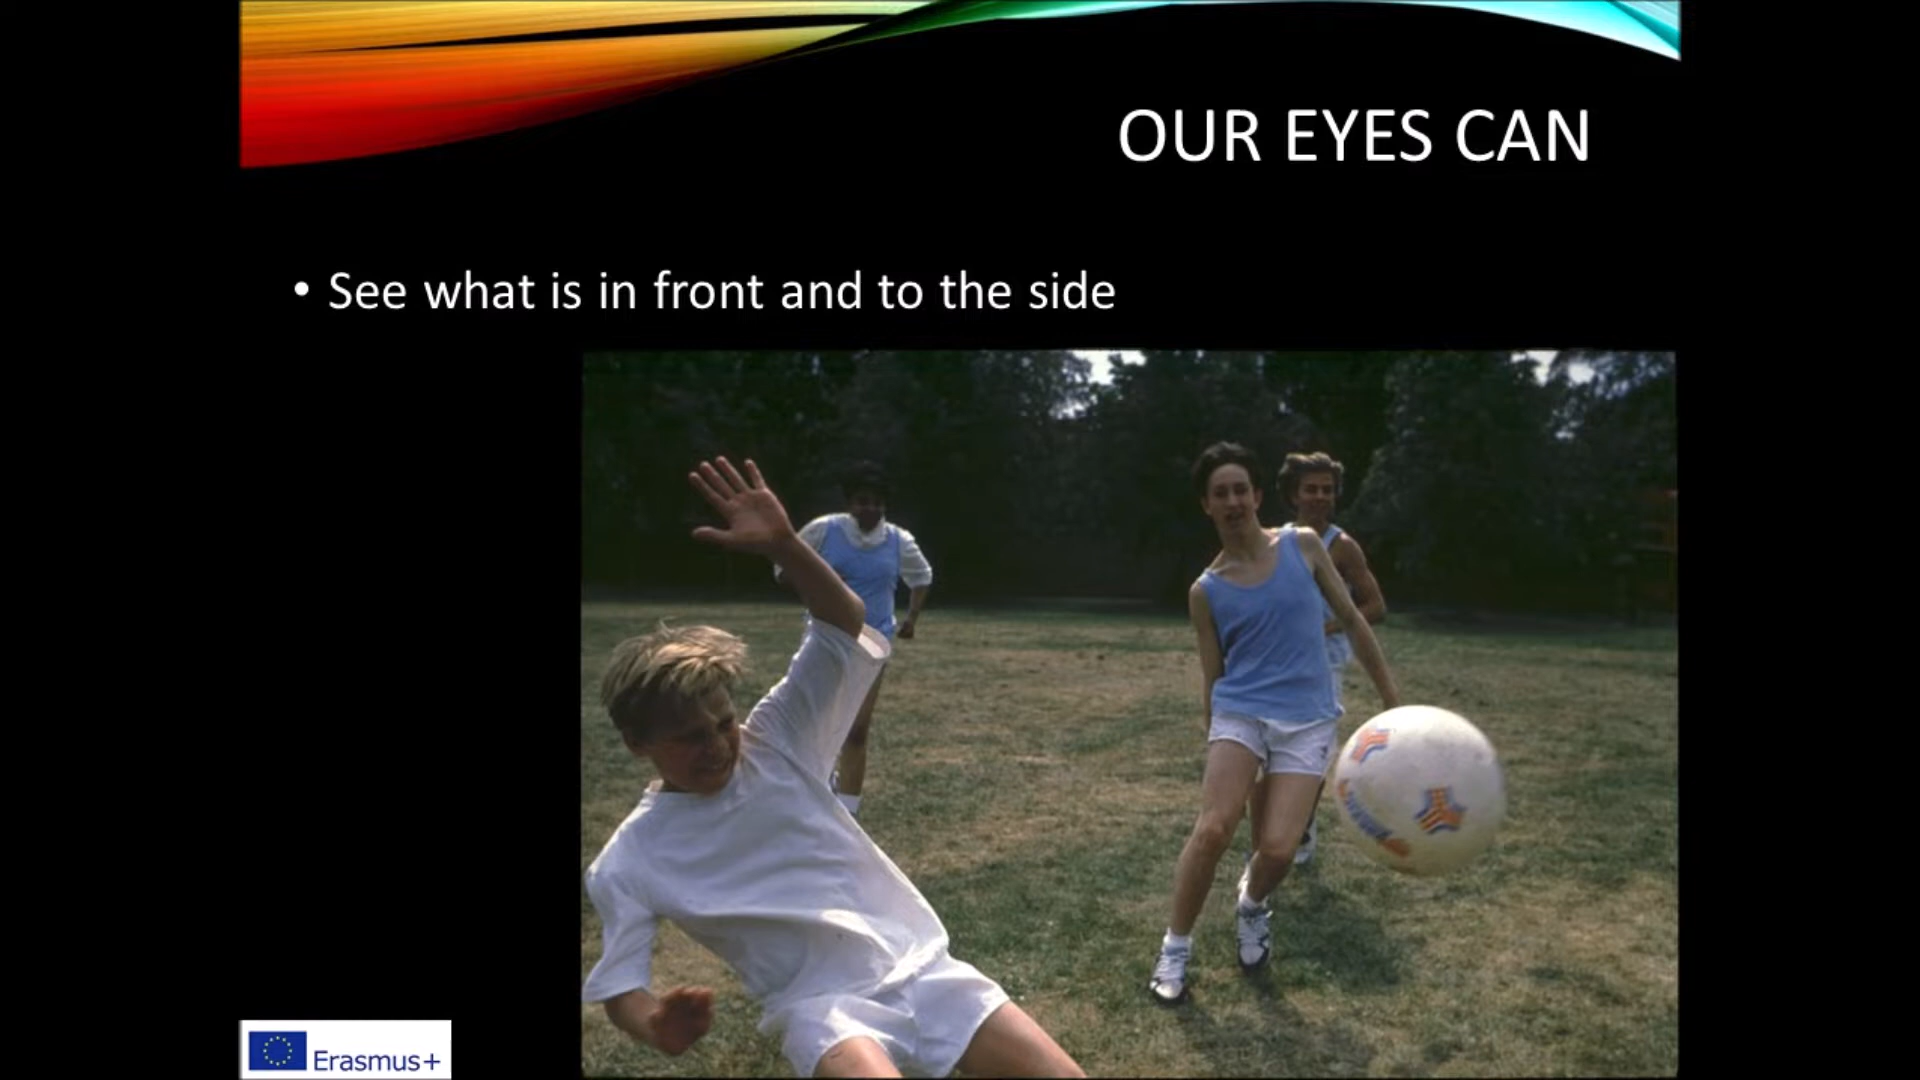 OUR EYES CAN
• See what is in front and to the side
Erasmus+